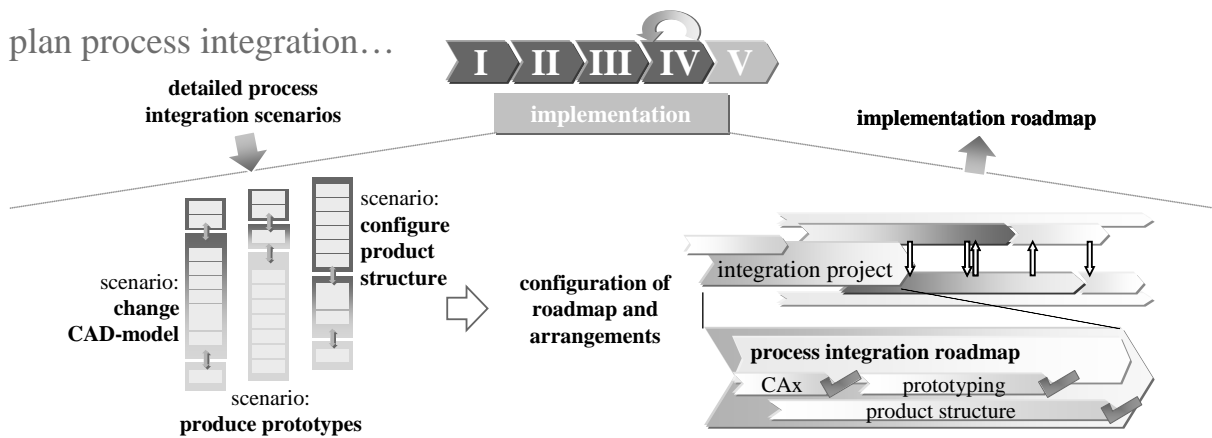 plan process integration…
I II III IV V
implementation
detailed process
integration scenarios
implementation roadmap
scenario:
change
CAD-model
scenario:
configure
product
structure
scenario:
produce prototypes
configuration of
roadmap and
arrangements
integration project
process integration roadmap
CAx
prototyping
product structure